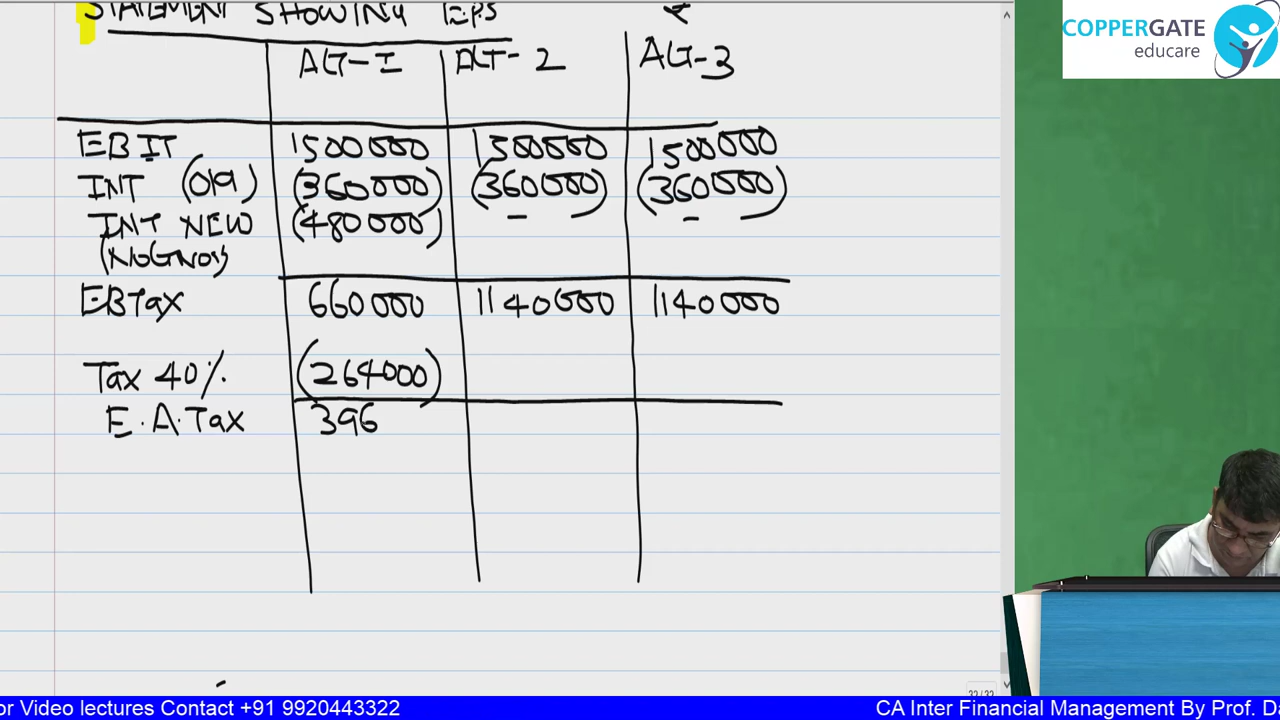 STATEMENT SHOWING EPS ₹
COPPERGATE
educare
ALT-I ALT-2 ALT-3
EBIT 1500000 1500000 1500000
INT (Old) (360000) (360000) (360000)
INT NEW (480000) - -
EBTax 660000 1140000 1140000
Tax 40% (264000)
E.A.Tax 396
32/32
or Video lectures Contact +91 9920443322 CA Inter Financial Management By Prof. Da